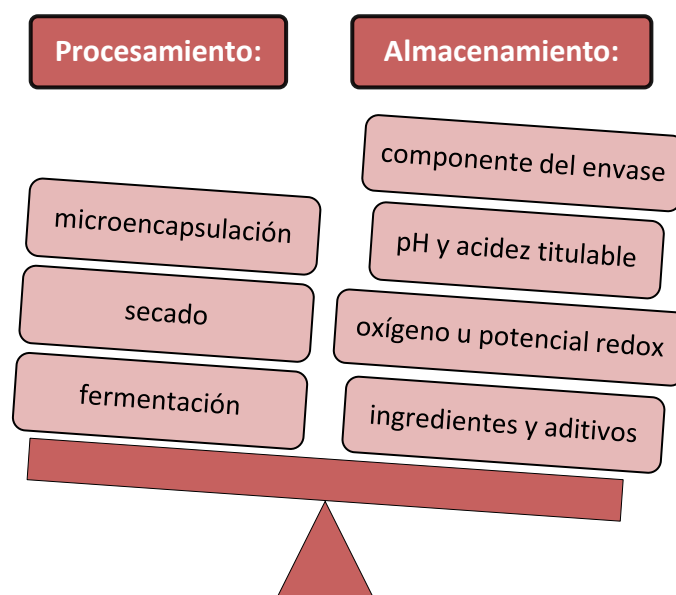 Procesamiento:
Almacenamiento:
microencapsulación
secado
fermentación
componente del envase
pH y acidez titulable
oxígeno u potencial redox
ingredientes y aditivos